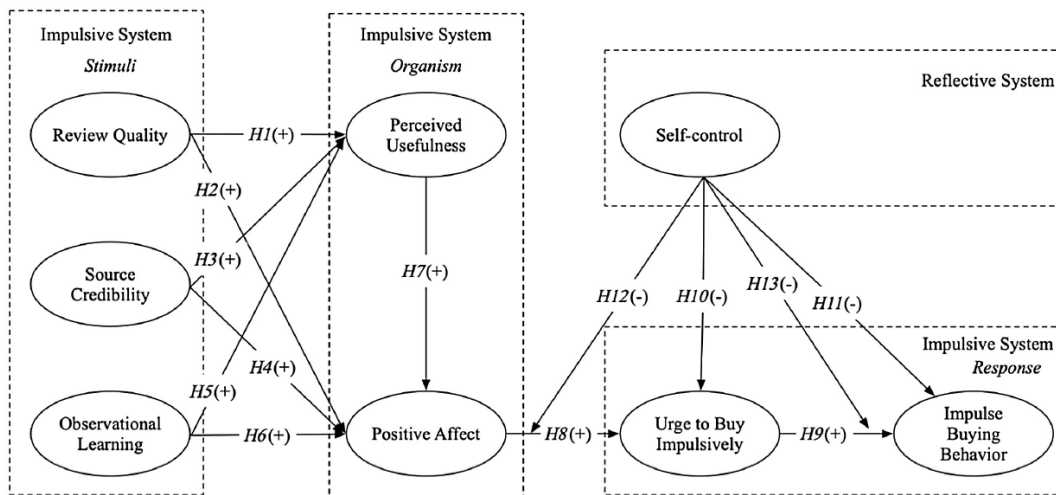 Impulsive System
Stimuli
Review Quality
Source
Credibility
Observational
Learning
H1(+)
H2(+)
H3(+)
H4(+)
H5(+)
H6(+)
Impulsive System
Organism
Perceived
Usefulness
H7(+)
Positive Affect
Reflective System
Self-control
H12(-)
H10(-)
H13(-)
H11(-)
Impulsive System
Response
H8(+)
Urge to Buy
Impulsively
H9(+)
Impulse
Buying
Behavior